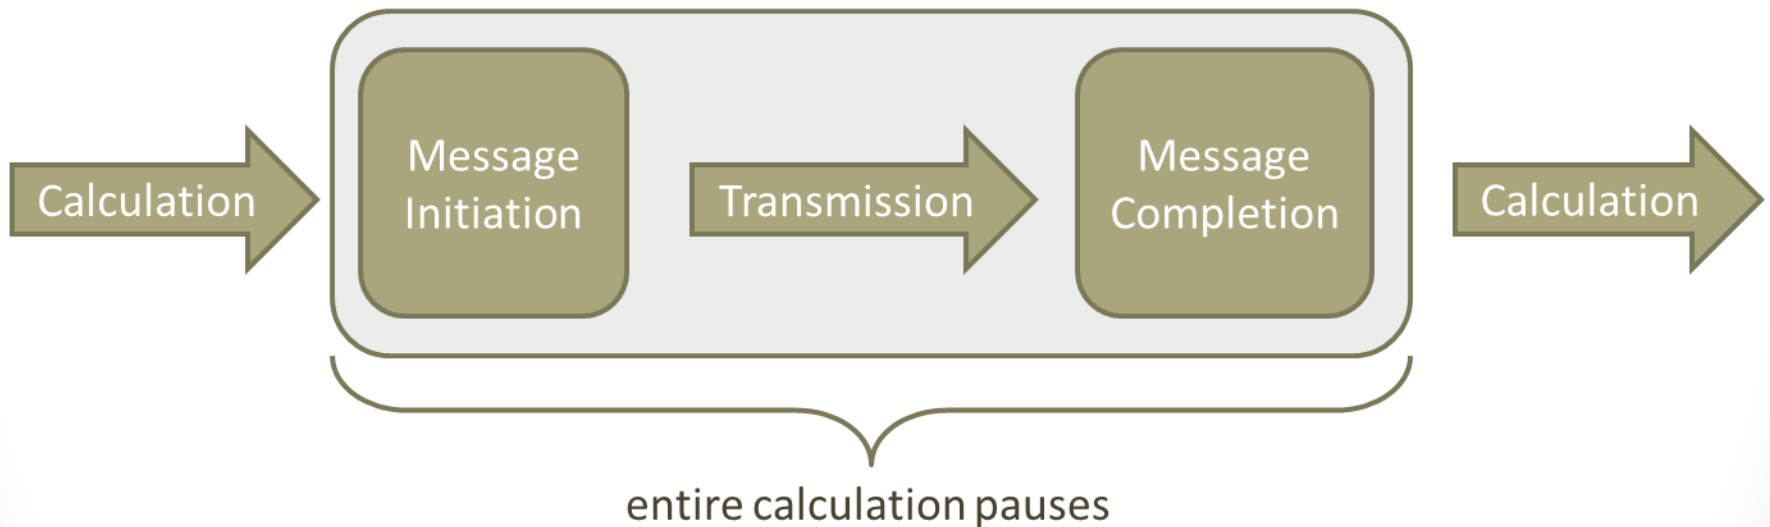 Calculation
Message
Initiation
Transmission
Message
Completion
Calculation
entire calculation pauses